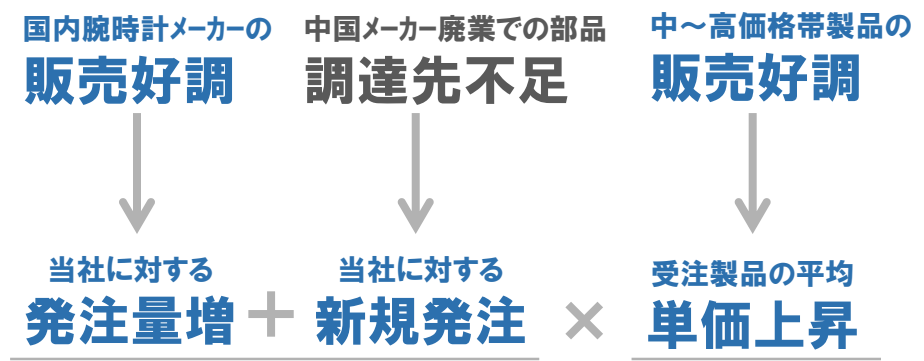 国内腕時計メーカーの
販売好調
中国メーカー廃業での部品
調達先不足
中～高価格帯製品の
販売好調
当社に対する
発注量増
+
当社に対する
新規発注
×
受注製品の平均
単価上昇